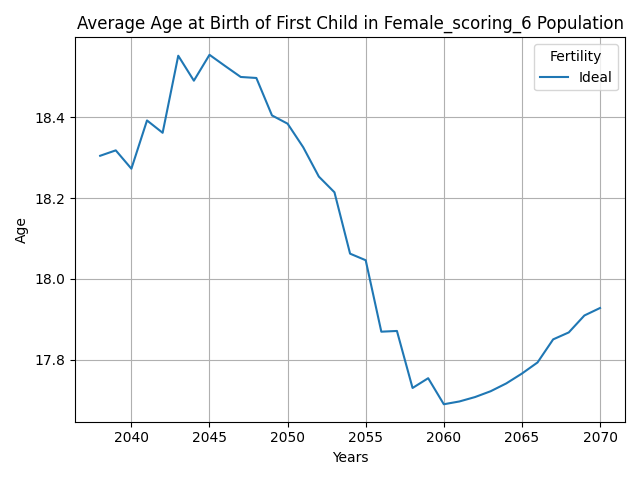 Average Age at Birth of First Child in Female_scoring_6 Population
Fertility
Ideal
18.4
18.2
18.0
17.8
Age
2040 2045 2050 2055 2060 2065 2070
Years